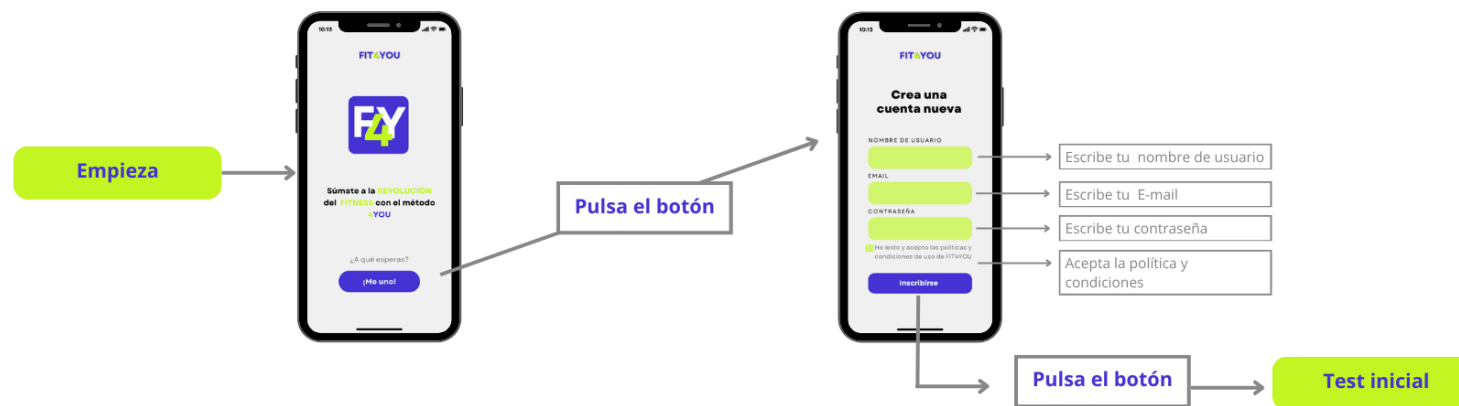 Empieza
10:13
FIT4YOU
F4Y
Súmate a la REVOLUCIÓN
del FITNESS con el método
4YOU
¿A qué esperas?
¡Me uno!
Pulsa el botón
10:13
FIT4YOU
Crea una
cuenta nueva
NOMBRE DE USUARIO
Escribe tu nombre de usuario
EMAIL
Escribe tu E-mail
CONTRASEÑA
Escribe tu contraseña
He leído y acepto las políticas y
condiciones de uso de FIT4YOU
Acepta la política y
condiciones
Inscribirse
Pulsa el botón
Test inicial